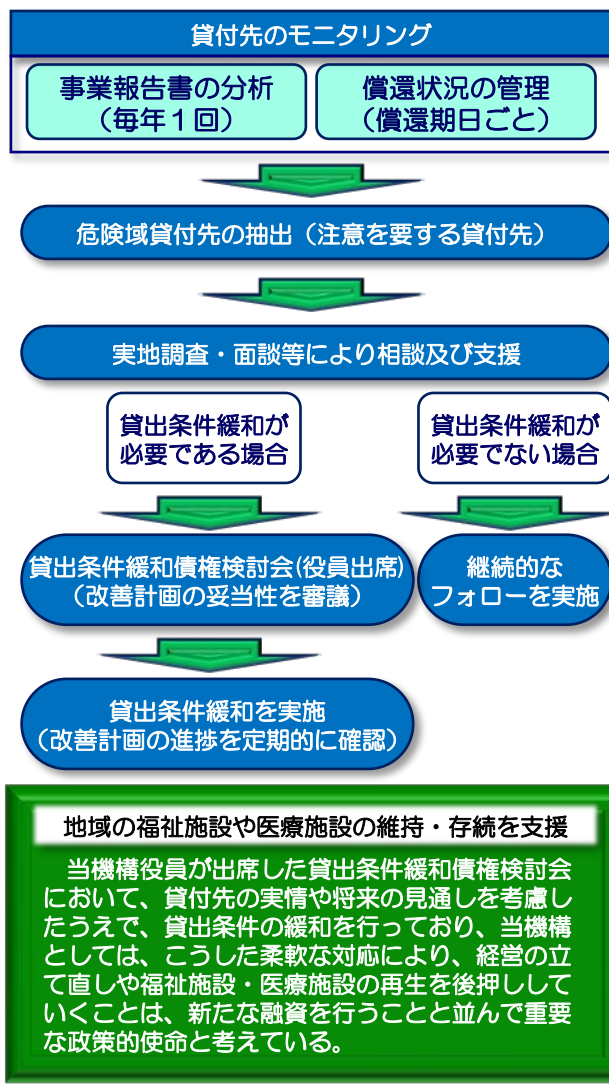 貸付先のモニタリング
事業報告書の分析
（毎年１回）
償還状況の管理
（償還期日ごと）
危険域貸付先の抽出（注意を要する貸付先）
実地調査・面談等により相談及び支援
貸出条件緩和が
必要である場合
貸出条件緩和が
必要でない場合
貸出条件緩和債権検討会(役員出席)
（改善計画の妥当性を審議）
継続的な
フォローを実施
貸出条件緩和を実施
（改善計画の進捗を定期的に確認）
地域の福祉施設や医療施設の維持・存続を支援
当機構役員が出席した貸出条件緩和債権検討会
において、貸付先の実情や将来の見通しを考慮し
たうえで、貸出条件の緩和を行っており、当機構
としては、こうした柔軟な対応により、経営の立
て直しや福祉施設・医療施設の再生を後押しして
いくことは、新たな融資を行うことと並んで重要
な政策的使命と考えている。